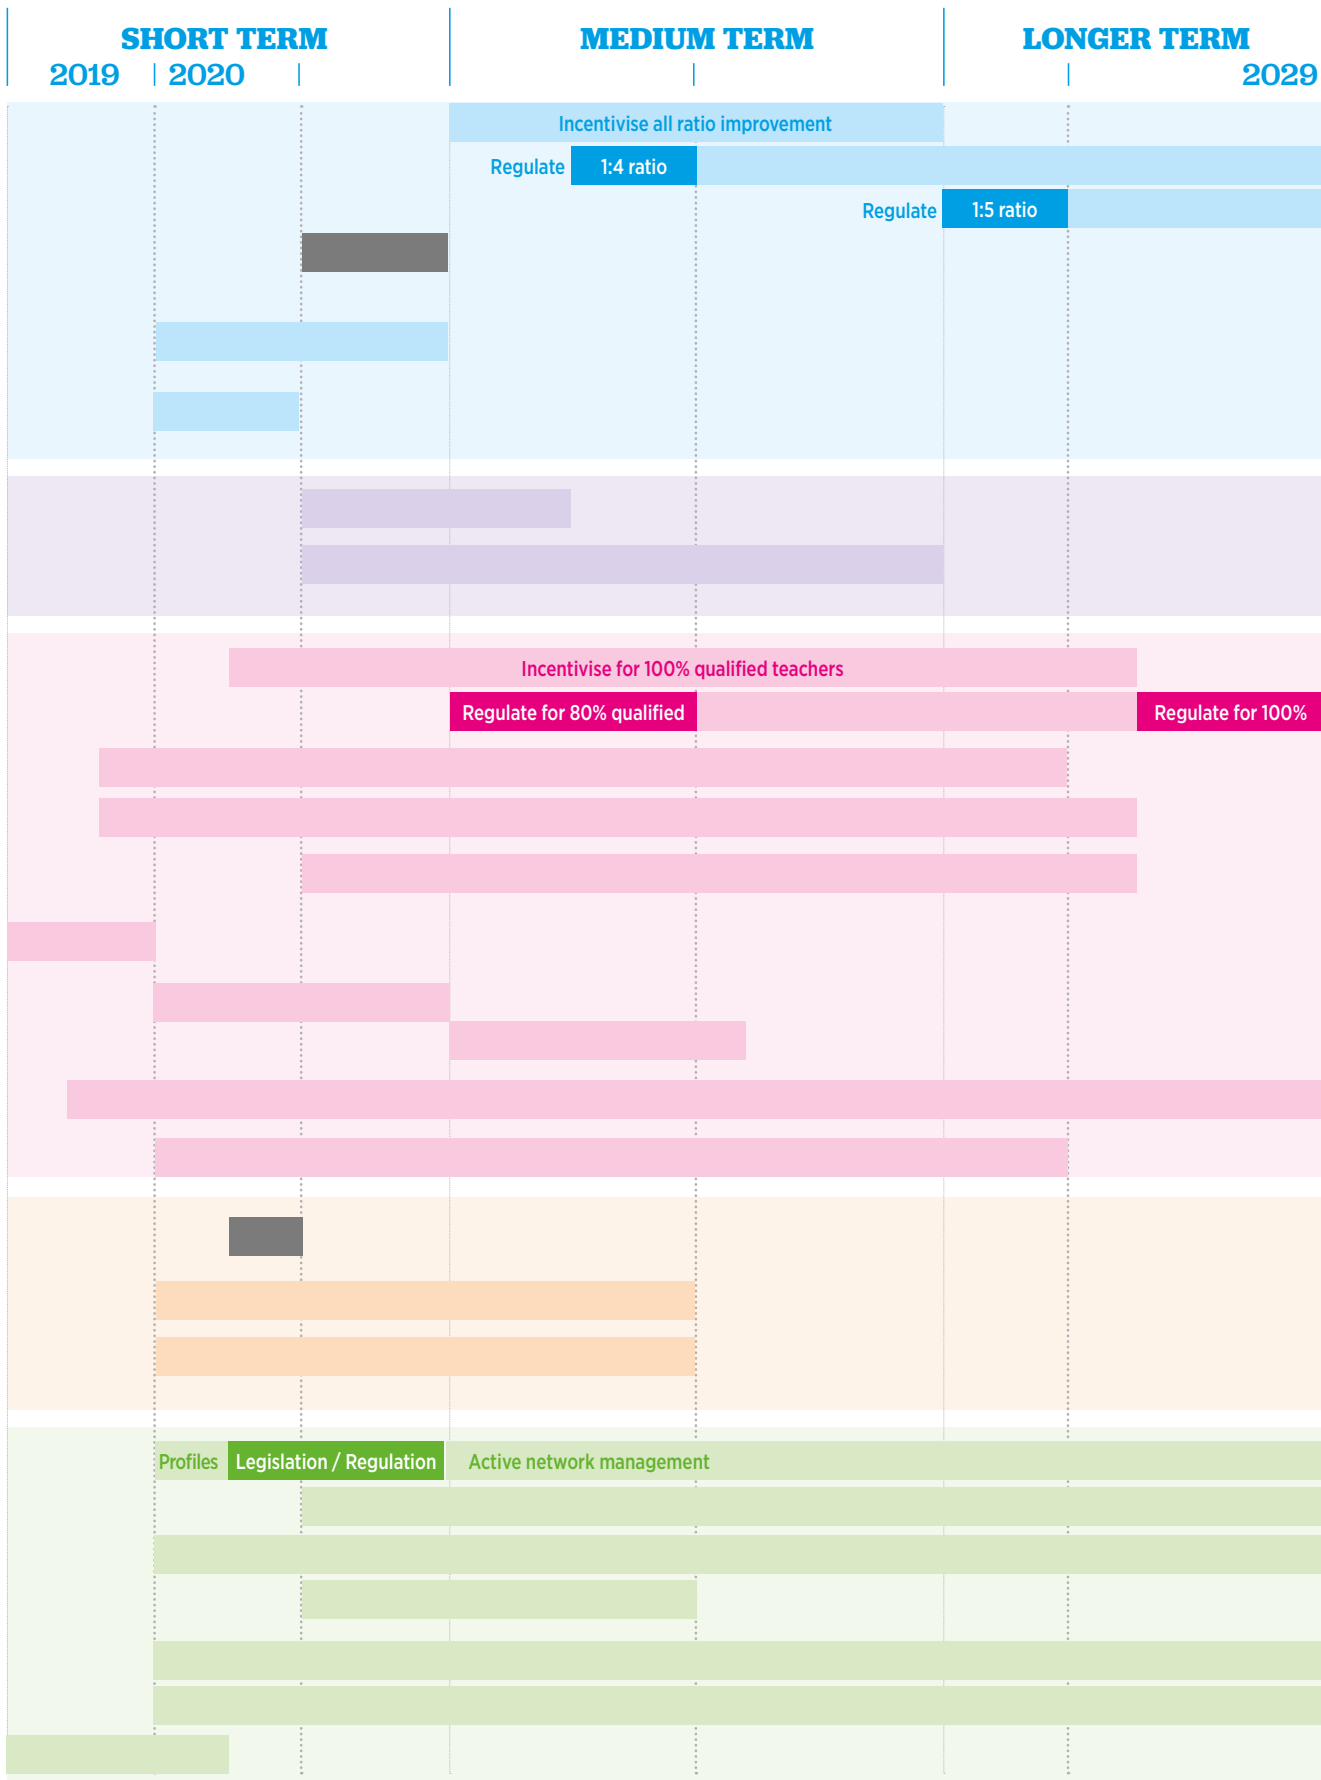 SHORT TERM MEDIUM TERM LONGER TERM
2019 2020 2029
Incentivise all ratio improvement
Regulate 1:4 ratio
Regulate 1:5 ratio
Incentivise for 100% qualified teachers
Regulate for 80% qualified Regulate for 100%
Profiles Legislation / Regulation Active network management